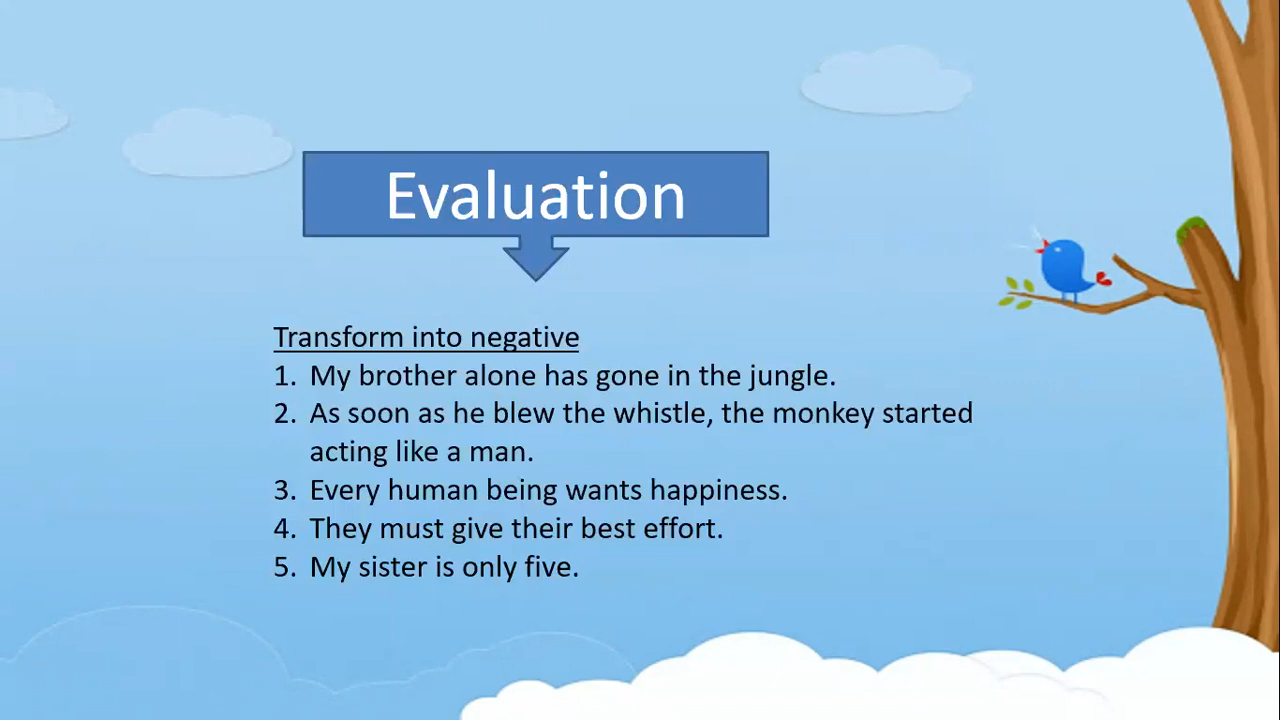 Evaluation
Transform into negative
1. My brother alone has gone in the jungle.
2. As soon as he blew the whistle, the monkey started
acting like a man.
3. Every human being wants happiness.
4. They must give their best effort.
5. My sister is only five.